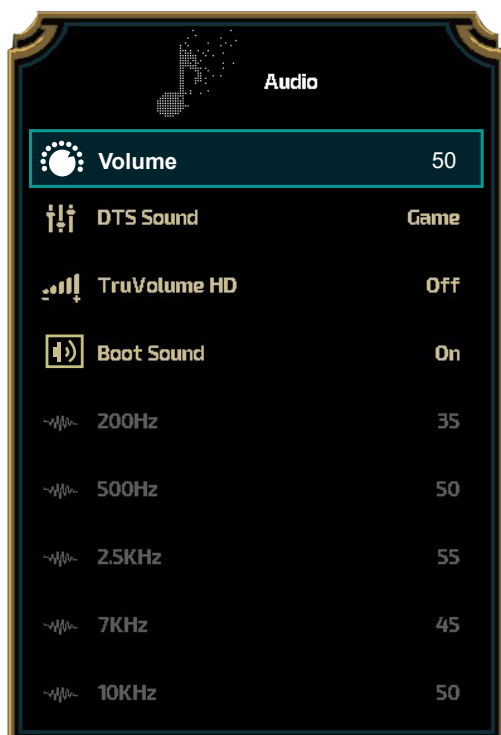 Audio
Volume 50
DTS Sound Game
TruVolume HD Off
Boot Sound On
200Hz 35
500Hz 50
2.5KHz 55
7KHz 45
10KHz 50